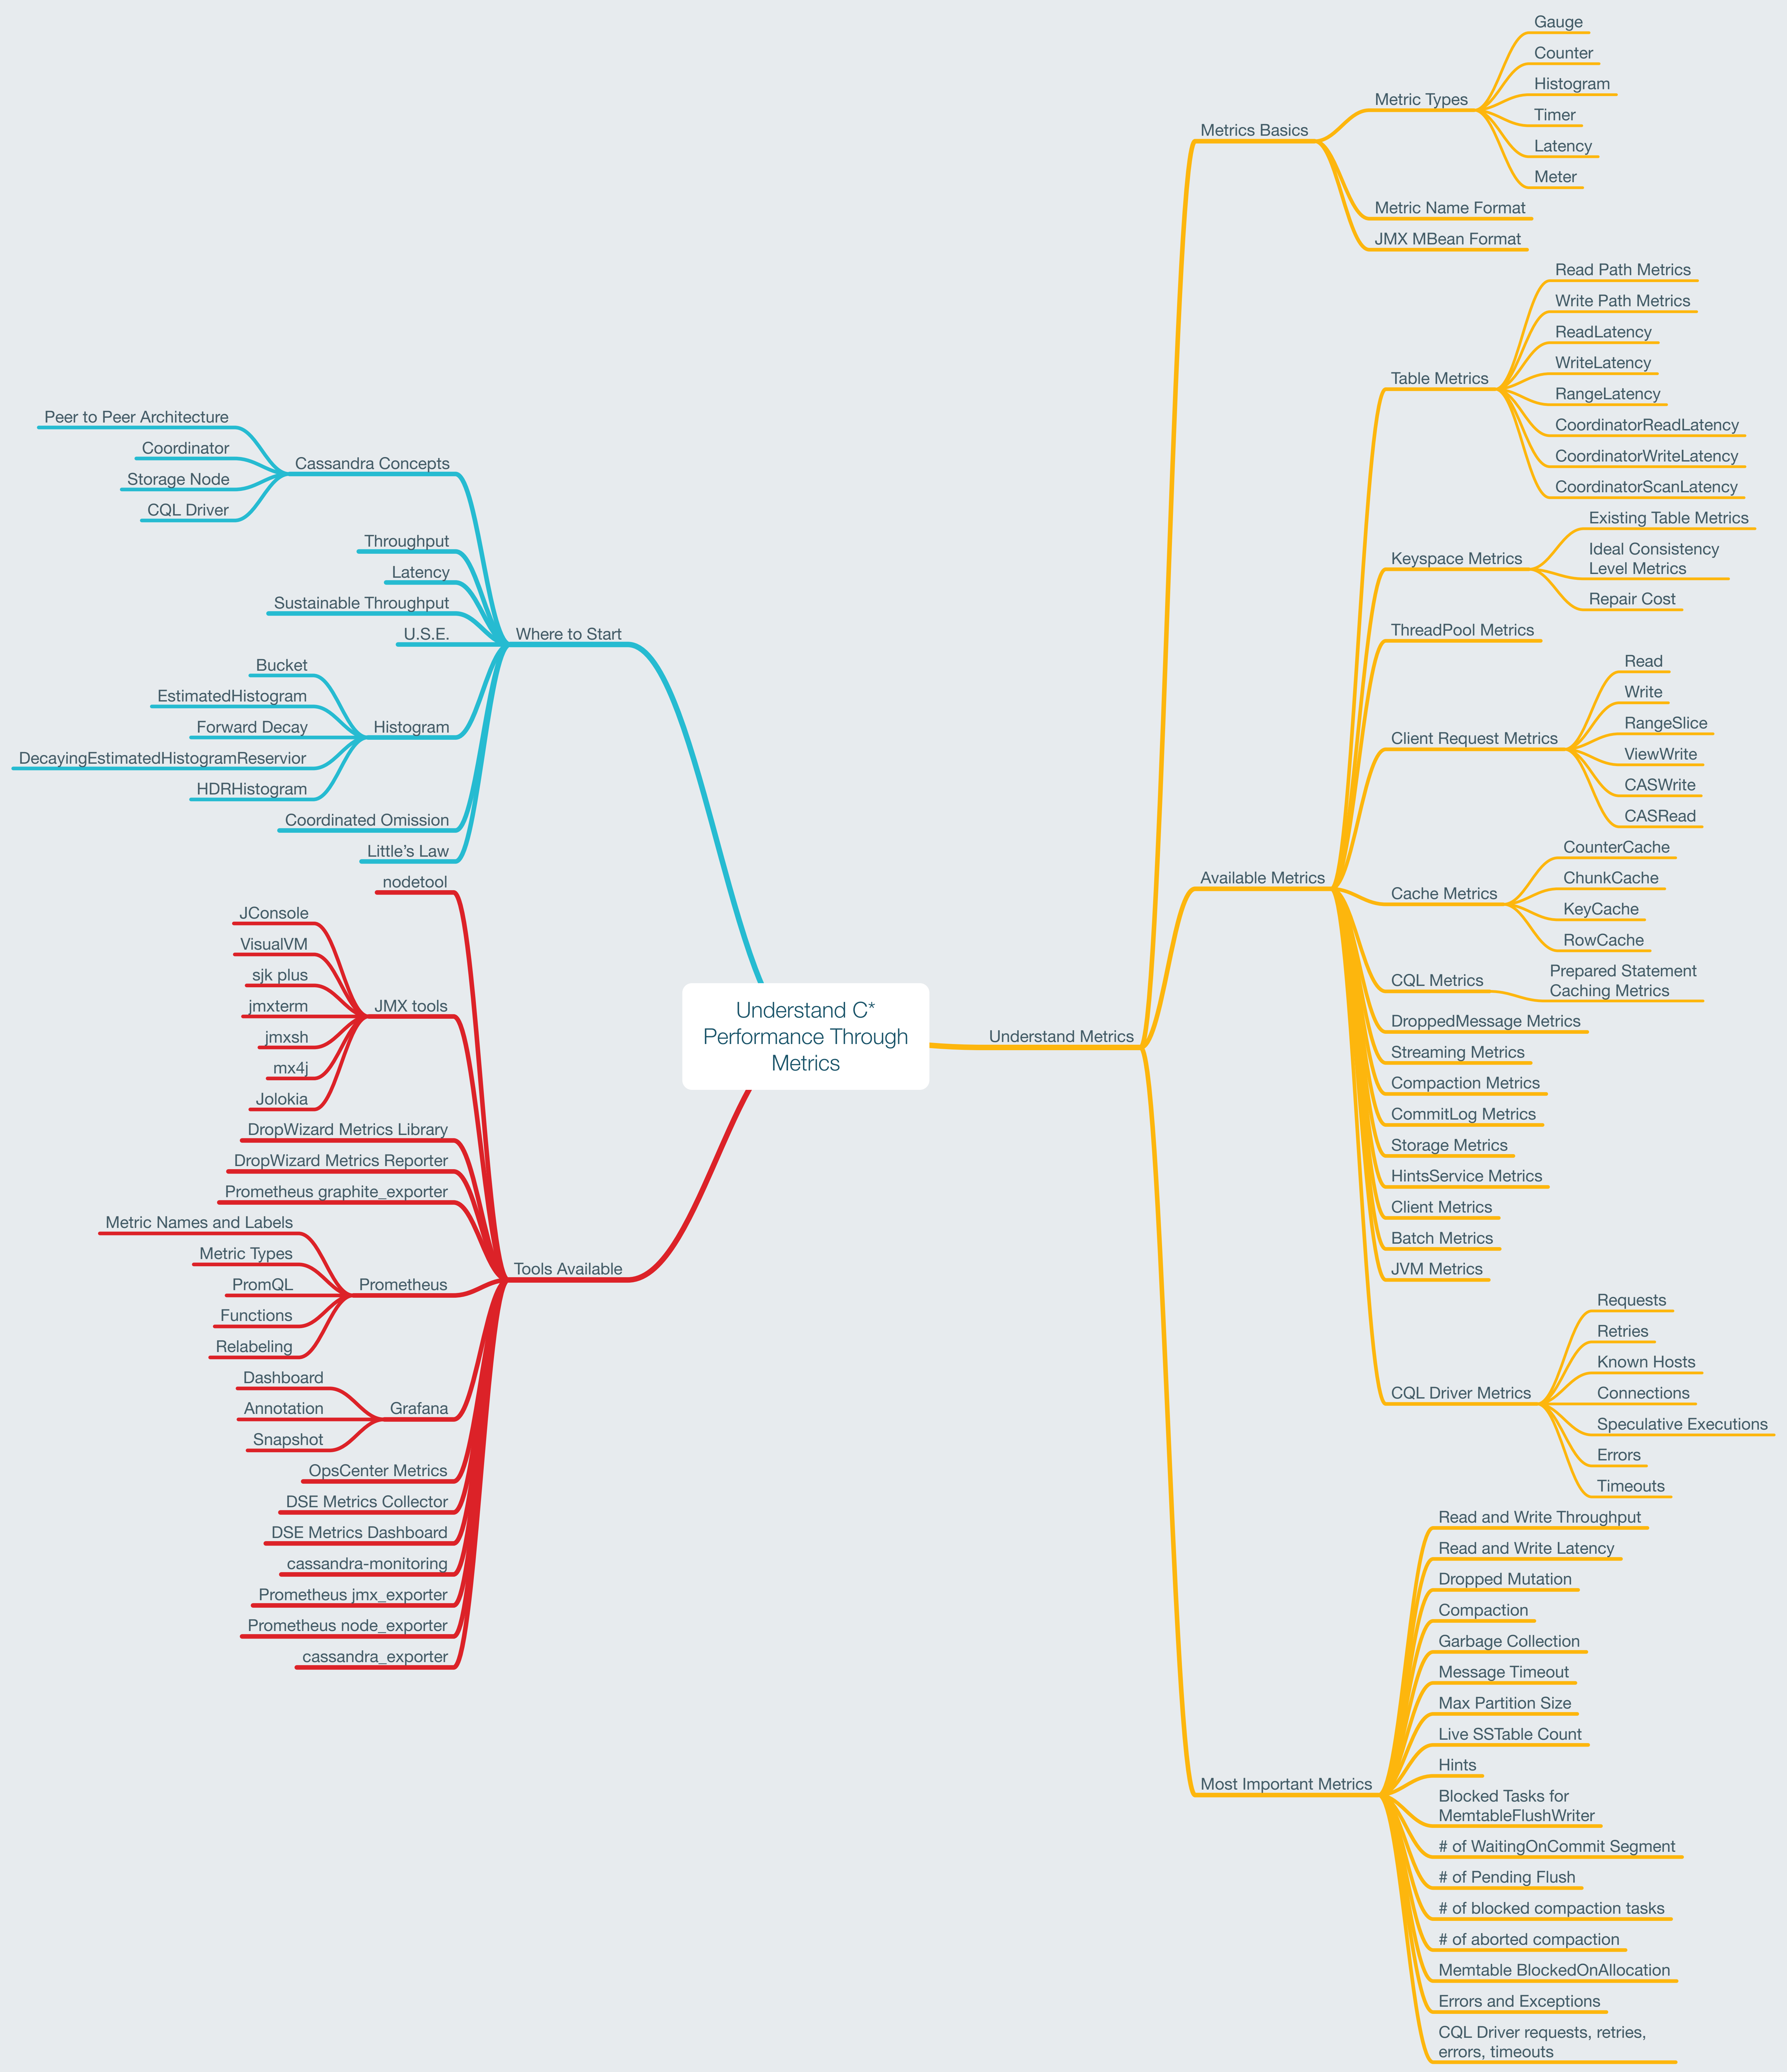 Understand C*
Performance Through
Metrics
Where to Start
Cassandra Concepts
Peer to Peer Architecture
Coordinator
Storage Node
CQL Driver
Throughput
Latency
Sustainable Throughput
U.S.E.
Histogram
Bucket
EstimatedHistogram
Forward Decay
DecayingEstimatedHistogramReservior
HDRHistogram
Coordinated Omission
Little’s Law
Tools Available
nodetool
JMX tools
JConsole
VisualVM
sjk plus
jmxterm
jmxsh
mx4j
Jolokia
DropWizard Metrics Library
DropWizard Metrics Reporter
Prometheus graphite_exporter
Prometheus
Metric Names and Labels
Metric Types
PromQL
Functions
Relabeling
Grafana
Dashboard
Annotation
Snapshot
OpsCenter Metrics
DSE Metrics Collector
DSE Metrics Dashboard
cassandra-monitoring
Prometheus jmx_exporter
Prometheus node_exporter
cassandra_exporter
Understand Metrics
Metrics Basics
Metric Types
Gauge
Counter
Histogram
Timer
Latency
Meter
Metric Name Format
JMX MBean Format
Available Metrics
Table Metrics
Read Path Metrics
Write Path Metrics
ReadLatency
WriteLatency
RangeLatency
CoordinatorReadLatency
CoordinatorWriteLatency
CoordinatorScanLatency
Keyspace Metrics
Existing Table Metrics
Ideal Consistency
Level Metrics
Repair Cost
ThreadPool Metrics
Client Request Metrics
Read
Write
RangeSlice
ViewWrite
CASWrite
CASRead
Cache Metrics
CounterCache
ChunkCache
KeyCache
RowCache
CQL Metrics
Prepared Statement
Caching Metrics
DroppedMessage Metrics
Streaming Metrics
Compaction Metrics
CommitLog Metrics
Storage Metrics
HintsService Metrics
Client Metrics
Batch Metrics
JVM Metrics
CQL Driver Metrics
Requests
Retries
Known Hosts
Connections
Speculative Executions
Errors
Timeouts
Most Important Metrics
Read and Write Throughput
Read and Write Latency
Dropped Mutation
Compaction
Garbage Collection
Message Timeout
Max Partition Size
Live SSTable Count
Hints
Blocked Tasks for
MemtableFlushWriter
# of WaitingOnCommit Segment
# of Pending Flush
# of blocked compaction tasks
# of aborted compaction
Memtable BlockedOnAllocation
Errors and Exceptions
CQL Driver requests, retries,
errors, timeouts